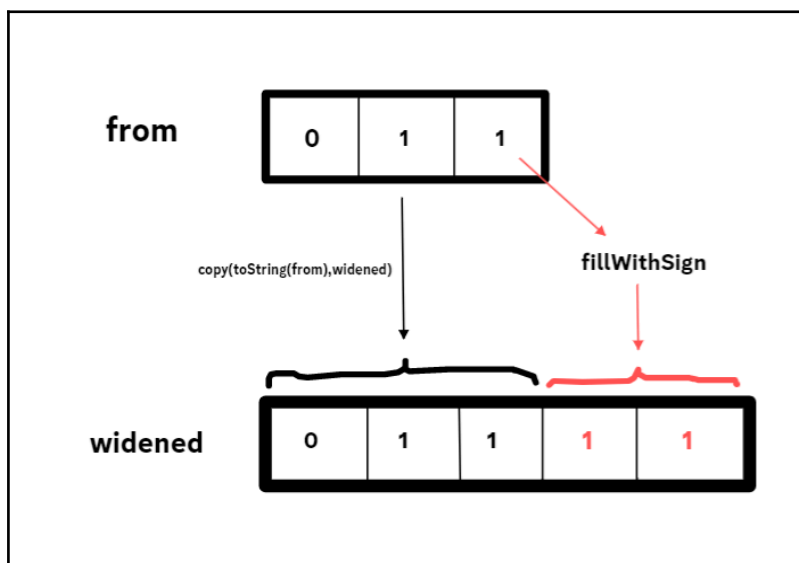 from 0 1 1
copy(toString(from),widened)
fillWithSign
widened 0 1 1 1 1